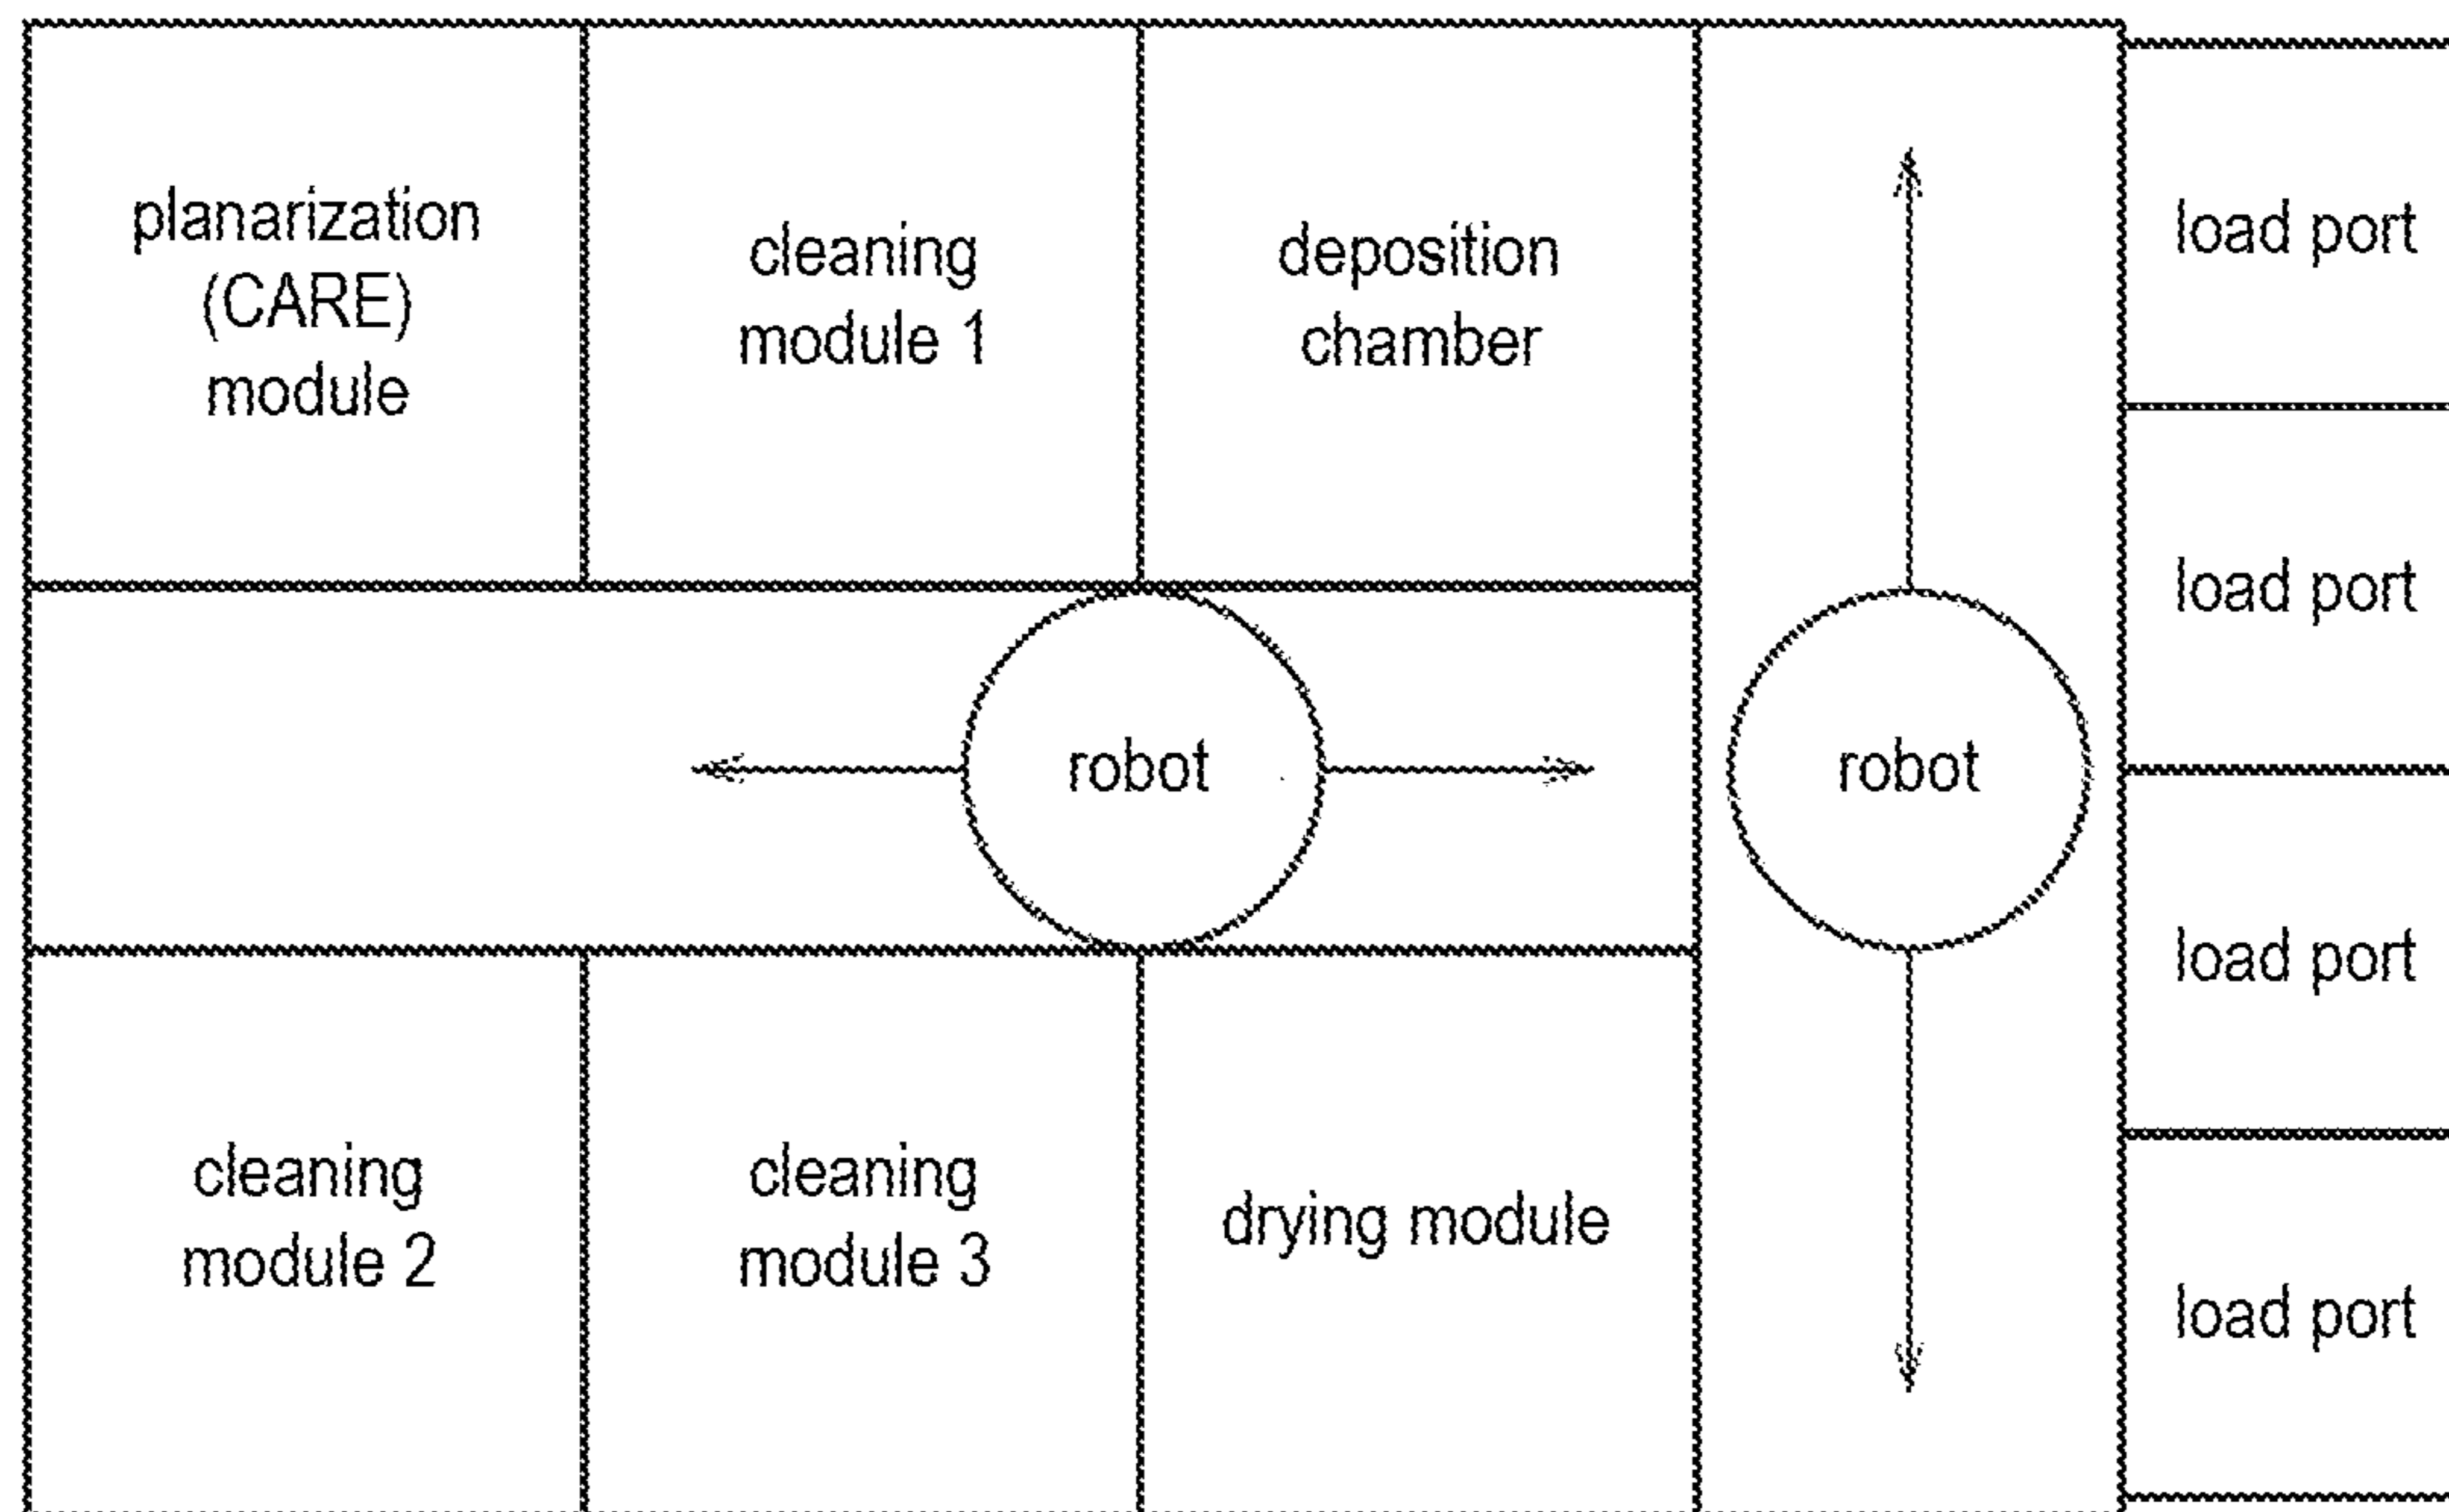 planarization
(CARE)
module
cleaning
module 1
deposition
chamber
load port
load port
robot
robot
load port
cleaning
module 2
cleaning
module 3
drying module
load port